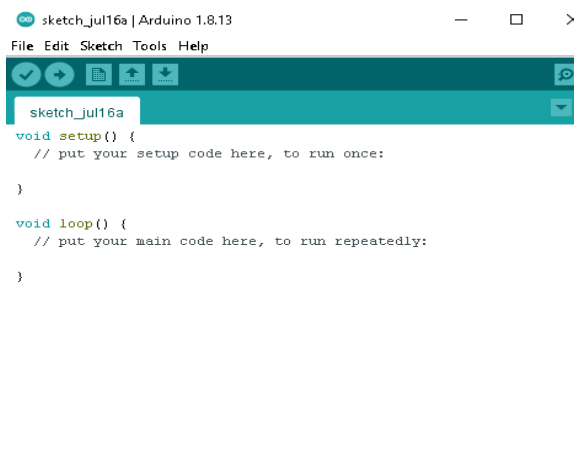 sketch_jul16a | Arduino 1.8.13
File Edit Sketch Tools Help
sketch_jul16a
void setup() {
  // put your setup code here, to run once:

}

void loop() {
  // put your main code here, to run repeatedly:

}